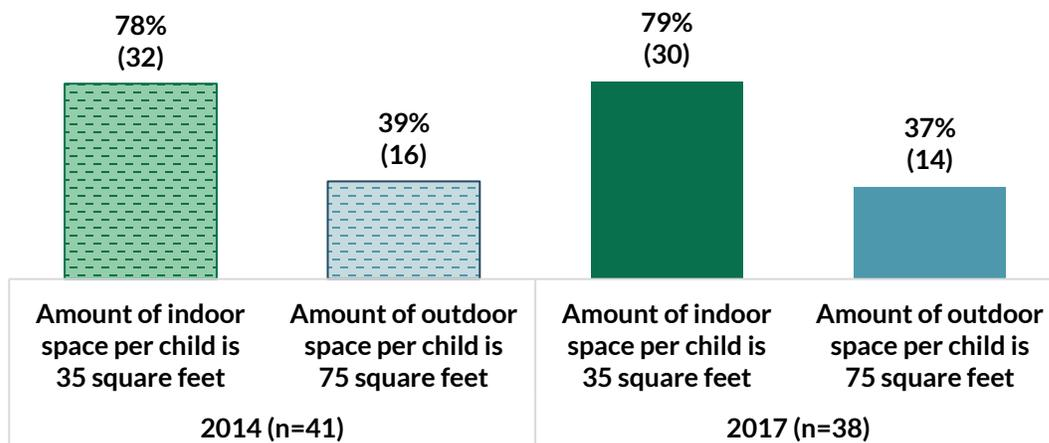 78%
(32)
39%
(16)
79%
(30)
37%
(14)
Amount of indoor
space per child is
35 square feet
Amount of outdoor
space per child is
75 square feet
Amount of indoor
space per child is
35 square feet
Amount of outdoor
space per child is
75 square feet
2014 (n=41)
2017 (n=38)